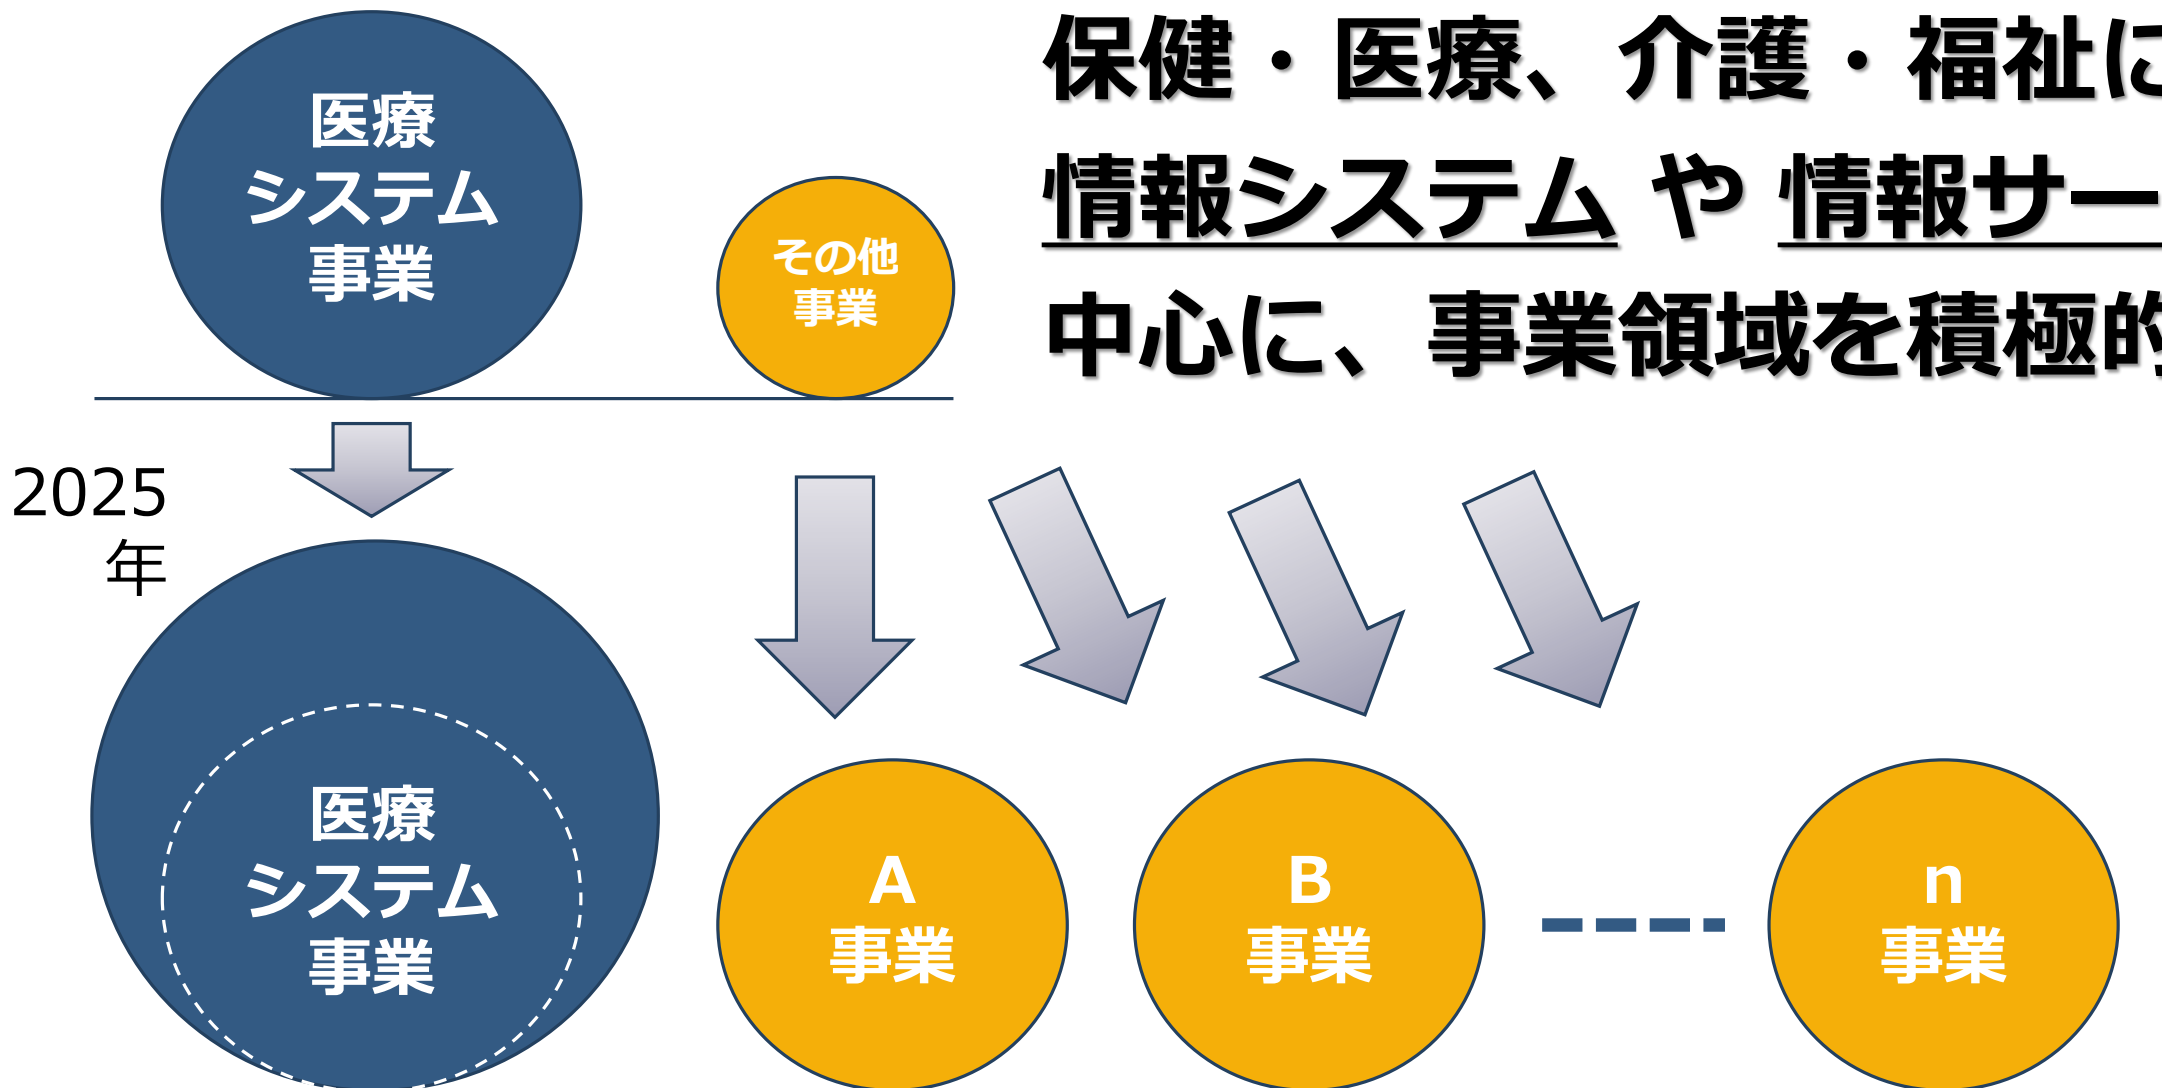 医療
システム
事業
その他
事業
保健・医療、介護・福祉に
情報システム や 情報サー
中心に、事業領域を積極的
2025
年
医療
システム
事業
A
事業
B
事業
n
事業